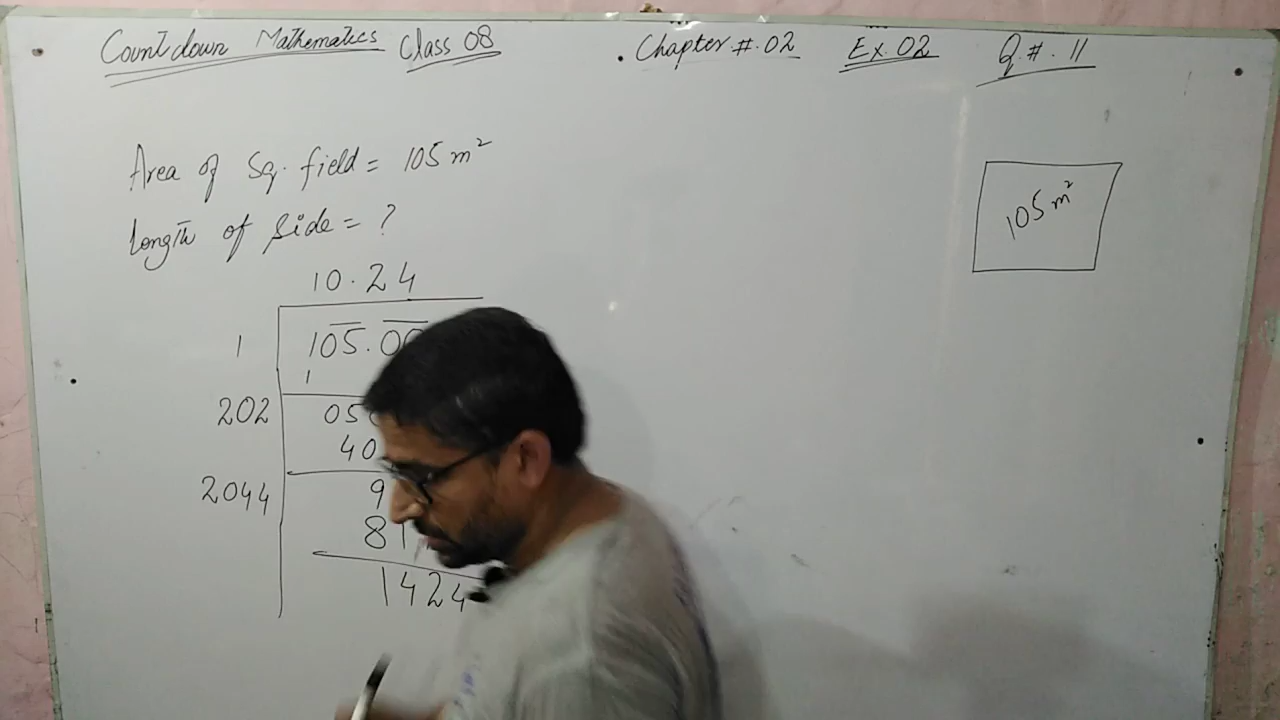 Countdown Mathematics Class 08 . Chapter #. 02 Ex. 02 Q. #. 11
Area of Sq. field = 105 m²
Length of Side = ?
105 m²
10.24
1 105.00
1
202 05
40
2044 9
81
1424